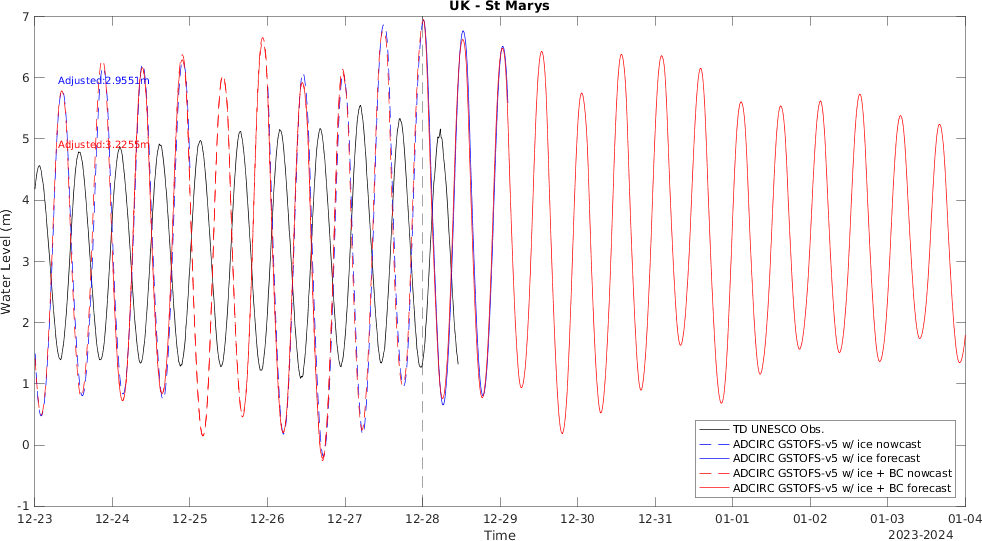 UK - St Marys
Water Level (m)
7
6
5
4
3
2
1
0
-1
Adjusted:2.9551m
Adjusted:3.2255m
TD UNESCO Obs.
ADCIRC GSTOFS-v5 w/ ice nowcast
ADCIRC GSTOFS-v5 w/ ice forecast
ADCIRC GSTOFS-v5 w/ ice + BC nowcast
ADCIRC GSTOFS-v5 w/ ice + BC forecast
12-23 12-24 12-25 12-26 12-27 12-28 12-29 12-30 12-31 01-01 01-02 01-03 01-04
Time
2023-2024